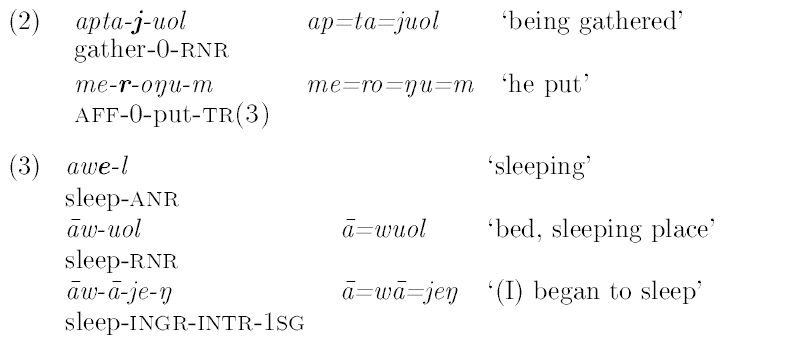 (2) apta-j-uol ap=ta=juol ‘being gathered’
gather-0-RNR
me-r-oŋu-m me=ro=ŋu=m ‘he put’
AFF-0-put-TR(3)
(3) awe-l ‘sleeping’
sleep-ANR
āw-uol ā=wuol ‘bed, sleeping place’
sleep-RNR
āw-ā-je-ŋ ā=wā=jeŋ ‘(I) began to sleep’
sleep-INGR-INTR-1SG